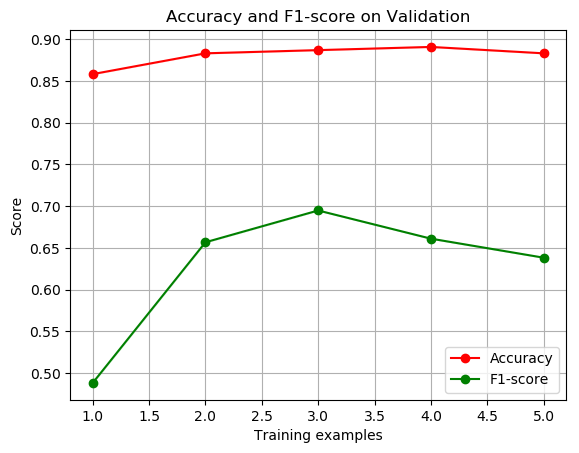 Accuracy and F1-score on Validation
0.90
0.85
0.80
0.75
0.70
0.65
0.60
0.55
0.50
Score
Accuracy
F1-score
1.0 1.5 2.0 2.5 3.0 3.5 4.0 4.5 5.0
Training examples